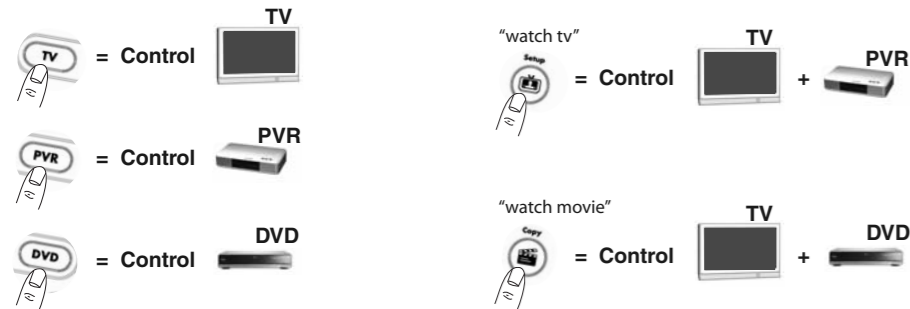 TV
TV = Control
PVR
PVR = Control
DVD
DVD = Control
“watch tv”
TV
Setup
PVR
= Control +
“watch movie”
TV
Copy
DVD
= Control +